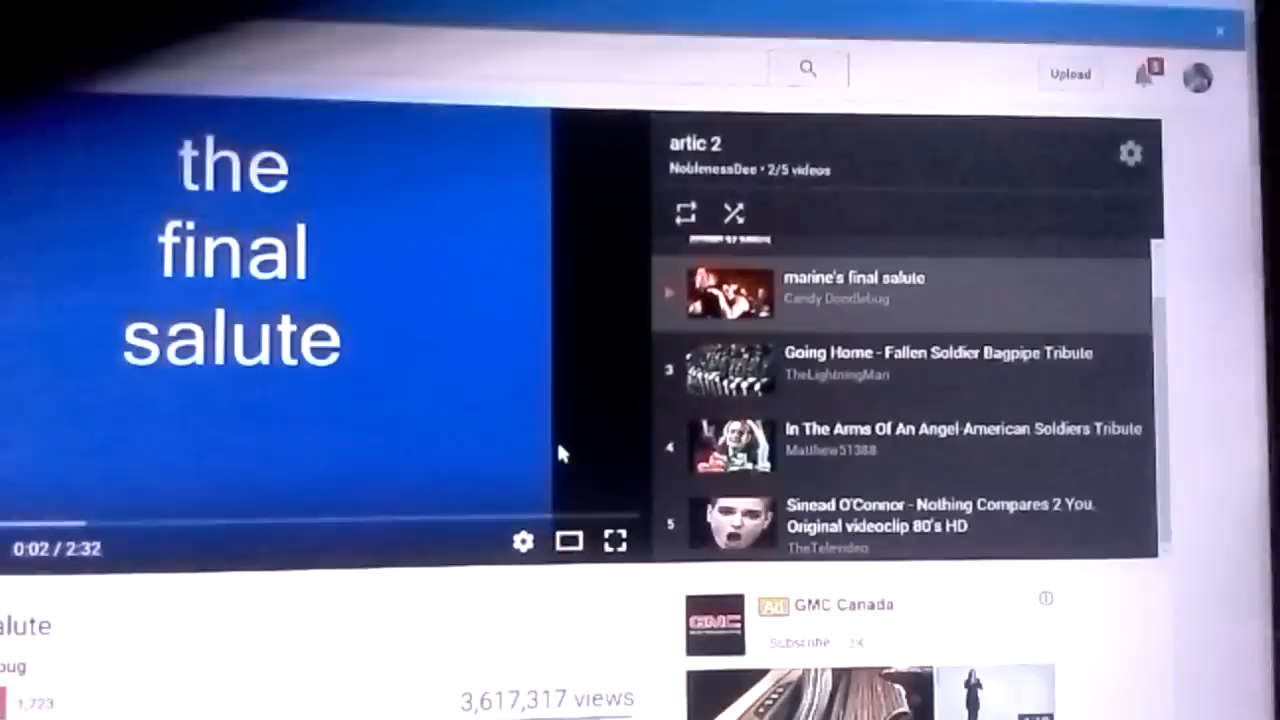 Upload
the
final
salute
artic 2
NoblenessDee • 2/5 videos
marine's final salute
Candy Doodlebug
3
Going Home - Fallen Soldier Bagpipe Tribute
TheLightningMan
4
In The Arms Of An Angel-American Soldiers Tribute
Matthew51388
5
Sinead O'Connor - Nothing Compares 2 You.
Original videoclip 80's HD
TheTelevideo
0:02 / 2:32
alute
bug
1,723
3,617,317 views
GMC
Ad GMC Canada
Subscribe 2K